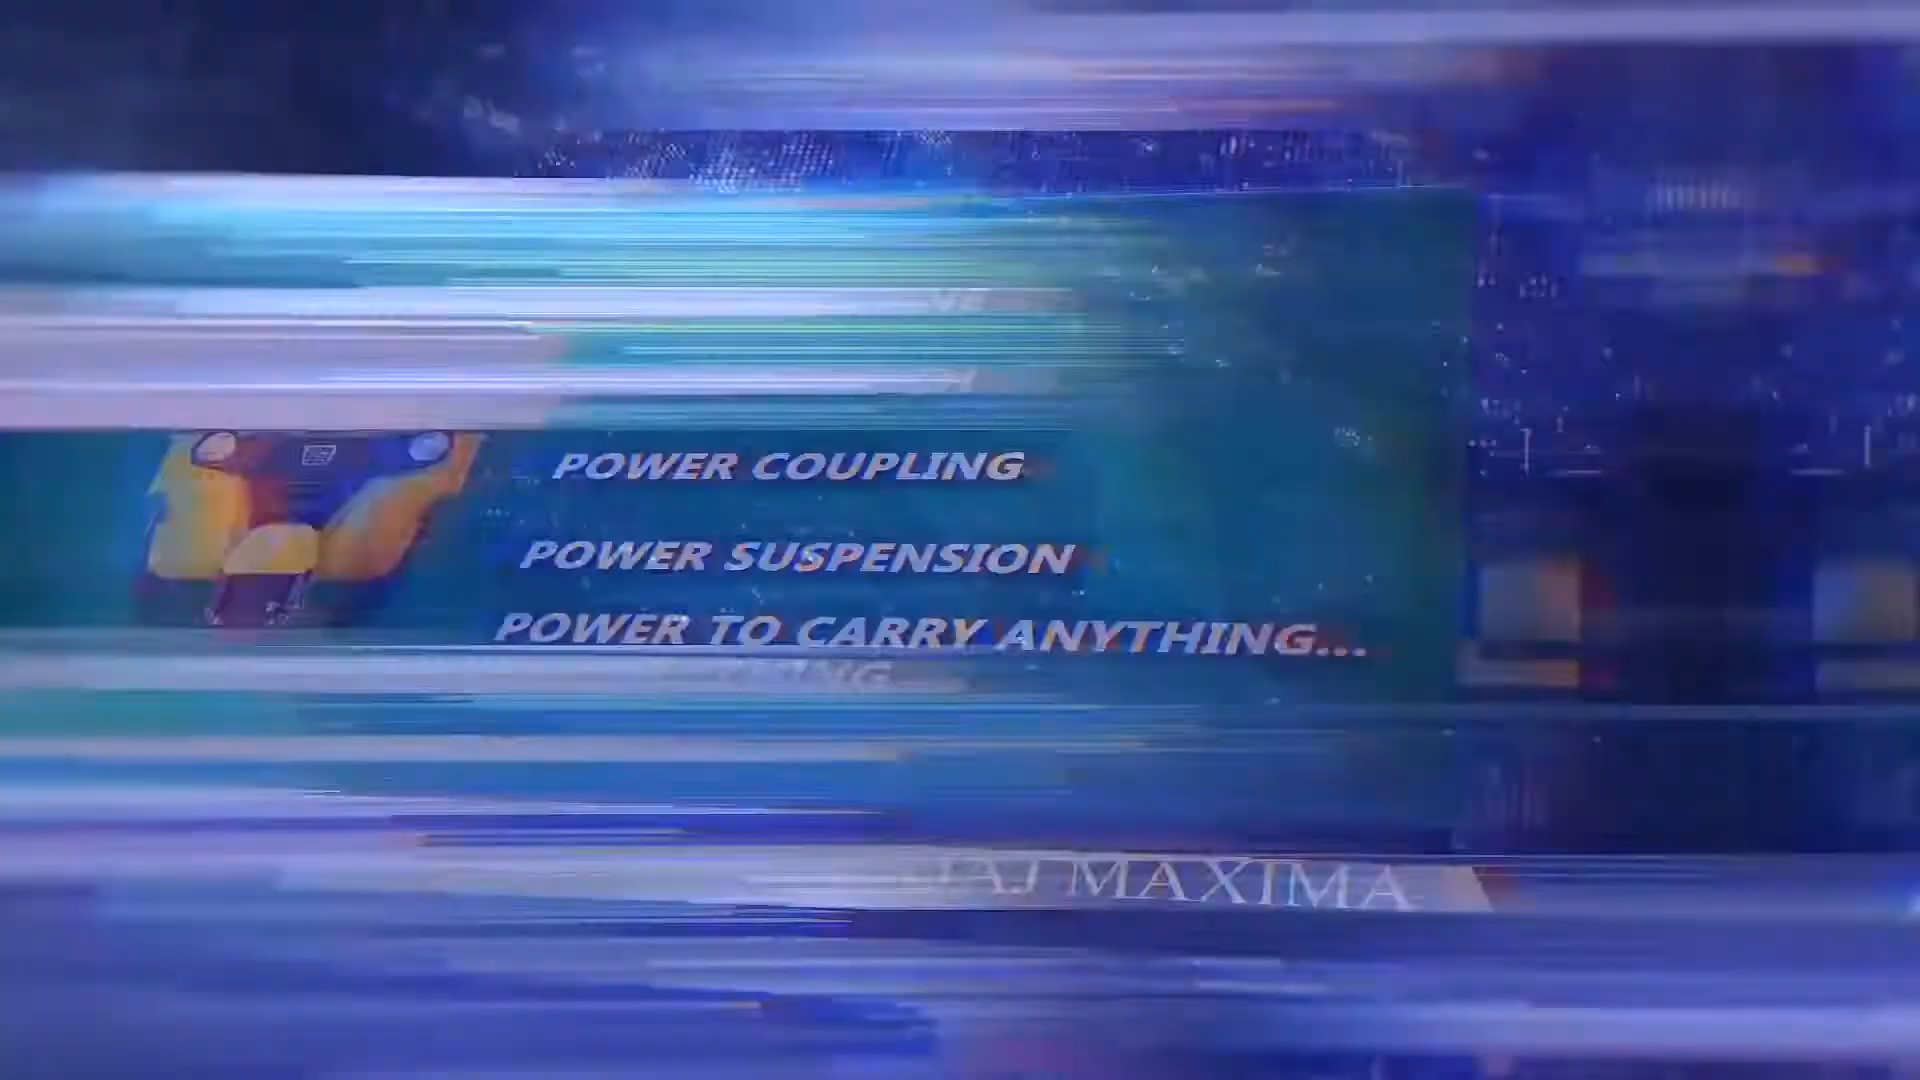 POWER COUPLING
POWER SUSPENSION
POWER TO CARRY ANYTHING...
MAXIMA